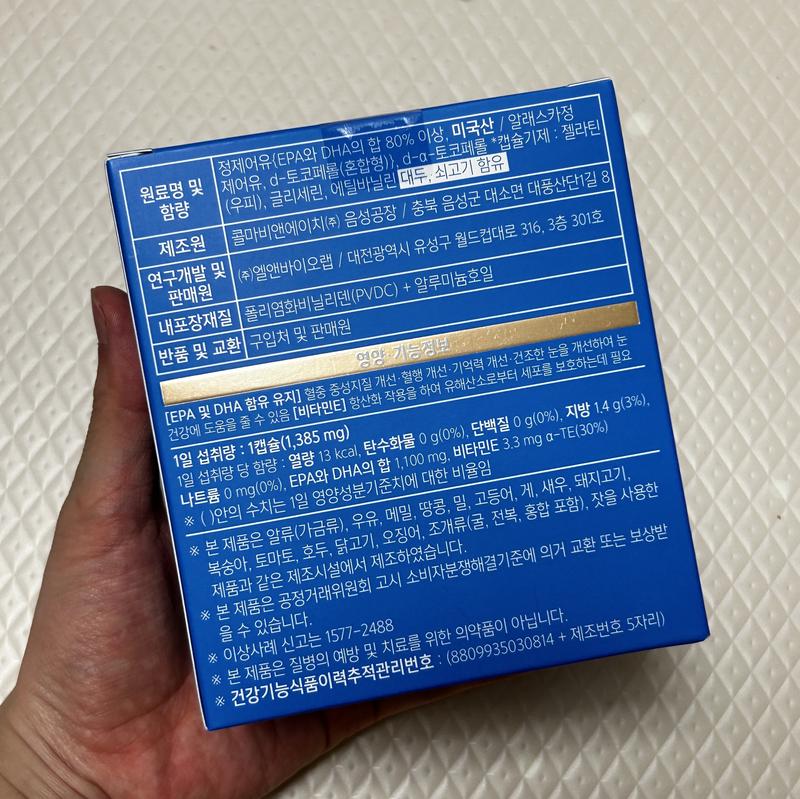 원료명 및 함량
정제어유{EPA와 DHA의 합 80% 이상, 미국산 / 알래스카정
제어유, d-토코페롤(혼합형)}, d-α-토코페롤 *캡슐기제 : 젤라틴
(우피), 글리세린, 에틸바닐린 대두, 쇠고기 함유
제조원
콜마비앤에이치㈜ 음성공장 / 충북 음성군 대소면 대풍산단1길 8
연구개발 및 판매원
㈜엘앤바이오랩 / 대전광역시 유성구 월드컵대로 316, 3층 301호
내포장재질
폴리염화비닐리덴(PVDC) + 알루미늄호일
반품 및 교환
구입처 및 판매원
영양·기능정보
[EPA 및 DHA 함유 유지] 혈중 중성지질 개선·혈행 개선·기억력 개선·건조한 눈을 개선하여 눈
건강에 도움을 줄 수 있음 [비타민E] 항산화 작용을 하여 유해산소로부터 세포를 보호하는데 필요
1일 섭취량 : 1캡슐(1,385 mg)
1일 섭취량 당 함량 : 열량 13 kcal, 탄수화물 0 g(0%), 단백질 0 g(0%), 지방 1.4 g(3%),
나트륨 0 mg(0%), EPA와 DHA의 합 1,100 mg, 비타민E 3.3 mg α-TE(30%)
※ ( )안의 수치는 1일 영양성분기준치에 대한 비율임
※ 본 제품은 알류(가금류), 우유, 메밀, 땅콩, 밀, 고등어, 게, 새우, 돼지고기,
복숭아, 토마토, 호두, 닭고기, 오징어, 조개류(굴, 전복, 홍합 포함), 잣을 사용한
제품과 같은 제조시설에서 제조하였습니다.
※ 본 제품은 공정거래위원회 고시 소비자분쟁해결기준에 의거 교환 또는 보상받
을 수 있습니다.
※ 이상사례 신고는 1577-2488
※ 본 제품은 질병의 예방 및 치료를 위한 의약품이 아닙니다.
※ 건강기능식품이력추적관리번호 : (8809935030814 + 제조번호 5자리)